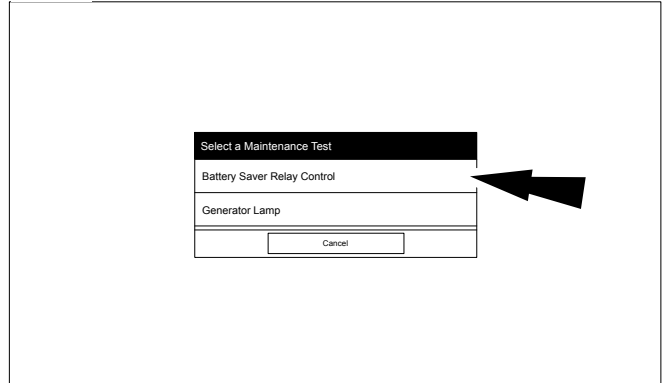 Select a Maintenance Test
Battery Saver Relay Control
Generator Lamp
Cancel